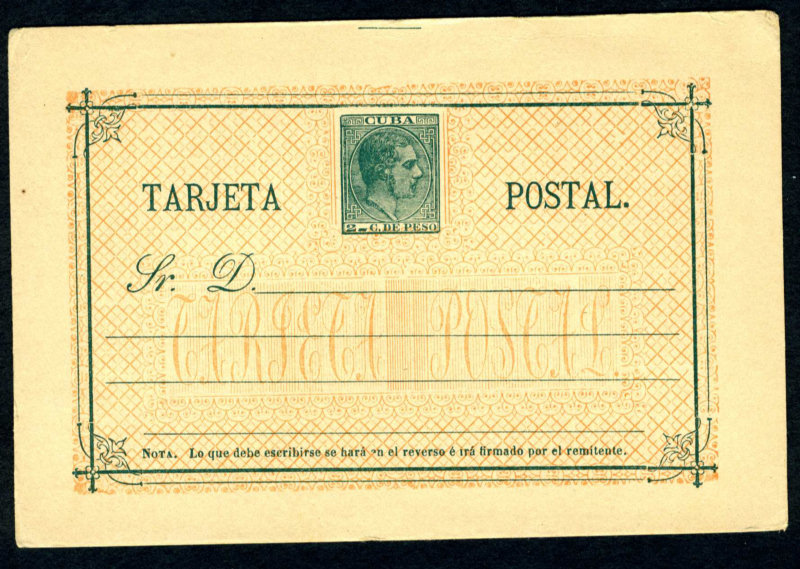 CUBA
TARJETA POSTAL.
2 C. DE PESO
Sr. D.
TARJETA POSTAL.
NOTA. Lo que debe escribirse se hará en el reverso é irá firmado por el remitente.